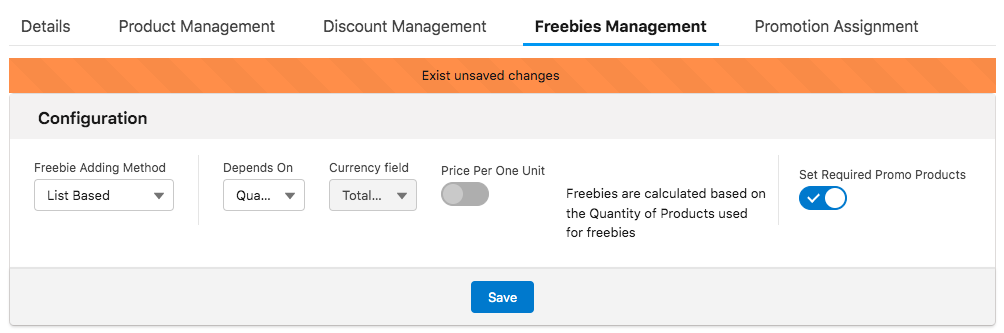 Details Product Management Discount Management Freebies Management Promotion Assignment
Exist unsaved changes
Configuration
Freebie Adding Method Depends On Currency field Price Per One Unit Set Required Promo Products
List Based Qua... Total...
Freebies are calculated based on
the Quantity of Products used
for freebies
Save